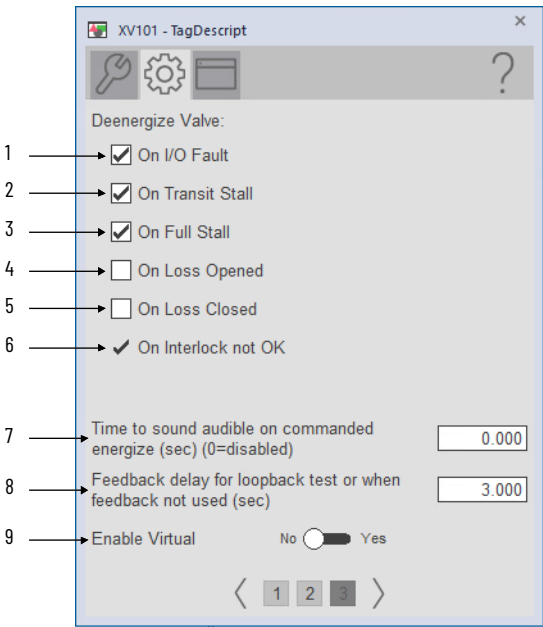 XV101 - TagDescript
×
?
Deenergize Valve:
1 On I/O Fault
2 On Transit Stall
3 On Full Stall
4 On Loss Opened
5 On Loss Closed
6 On Interlock not OK
7 Time to sound audible on commanded
energize (sec) (0=disabled) 0.000
8 Feedback delay for loopback test or when
feedback not used (sec) 3.000
9 Enable Virtual No Yes
1 2 3